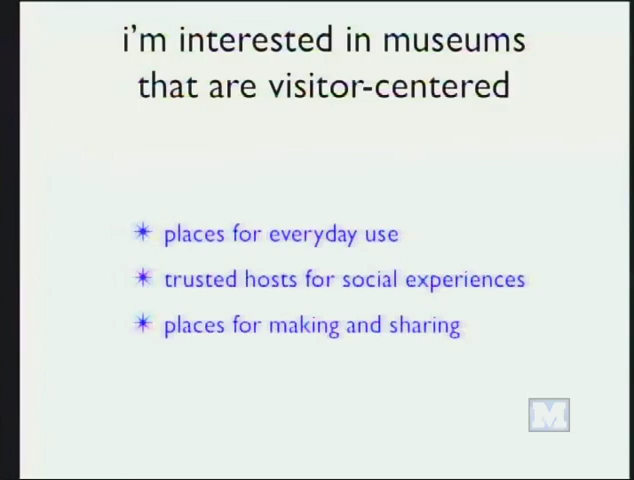 i'm interested in museums
that are visitor-centered
places for everyday use
trusted hosts for social experiences
places for making and sharing
M